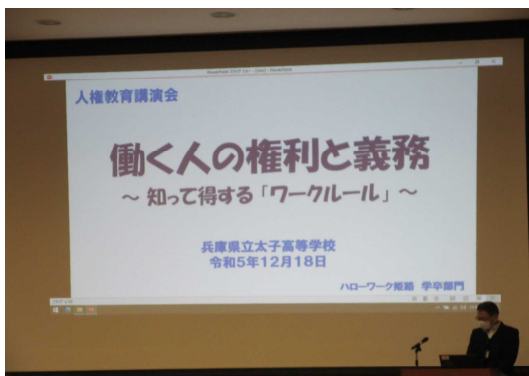 人権教育講演会
働く人の権利と義務
～ 知って得する「ワークルール」 ～
兵庫県立太子高等学校
令和5年12月18日
ハローワーク姫路 学卒部門